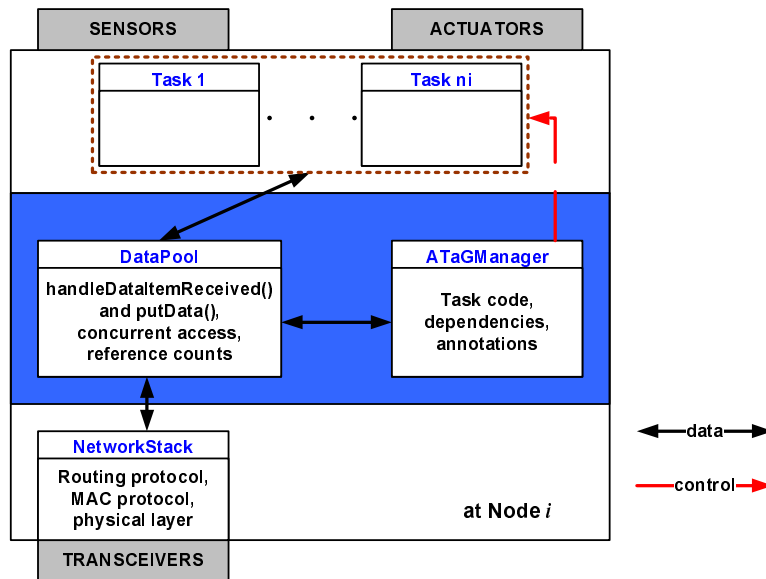 SENSORS
ACTUATORS
Task 1
Task ni
. . .
DataPool
handleDataItemReceived()
and putData(),
concurrent access,
reference counts
ATaGManager
Task code,
dependencies,
annotations
NetworkStack
Routing protocol,
MAC protocol,
physical layer
at Node i
TRANSCEIVERS
data
control